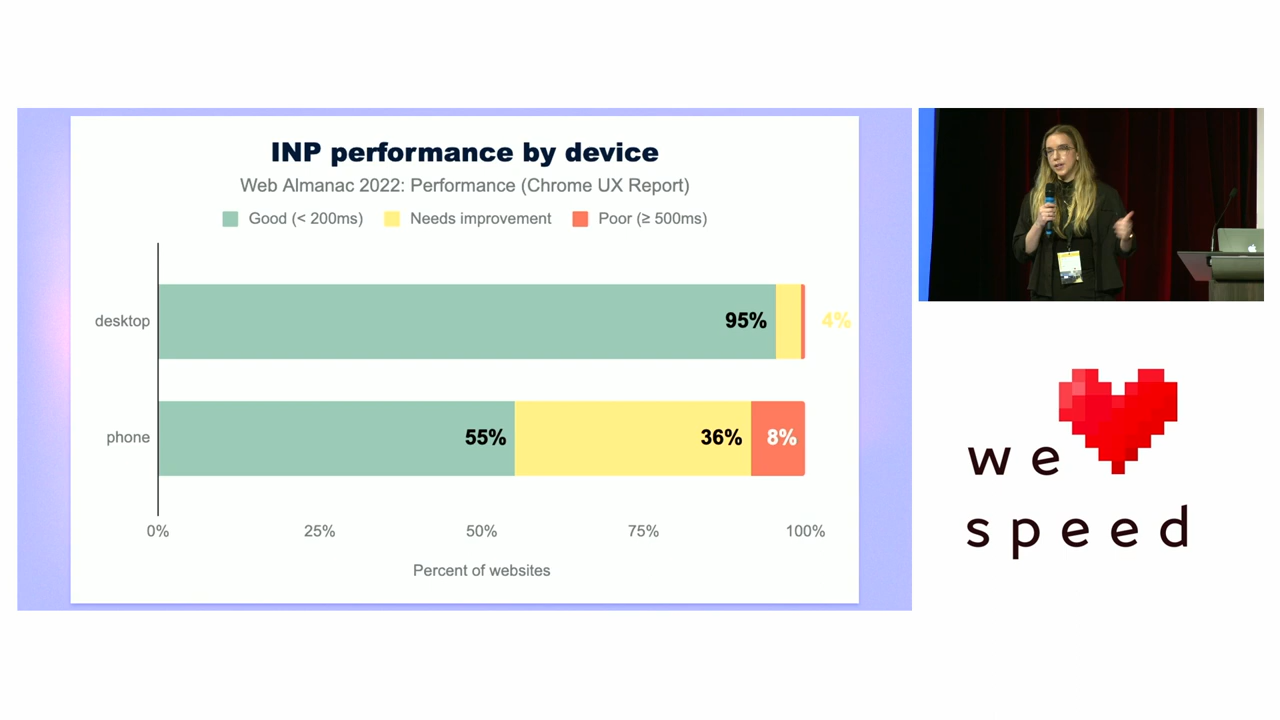 INP performance by device
Web Almanac 2022: Performance (Chrome UX Report)
Good (< 200ms) Needs improvement Poor (≥ 500ms)
desktop 95% 4%
phone 55% 36% 8%
0% 25% 50% 75% 100%
Percent of websites
we
speed